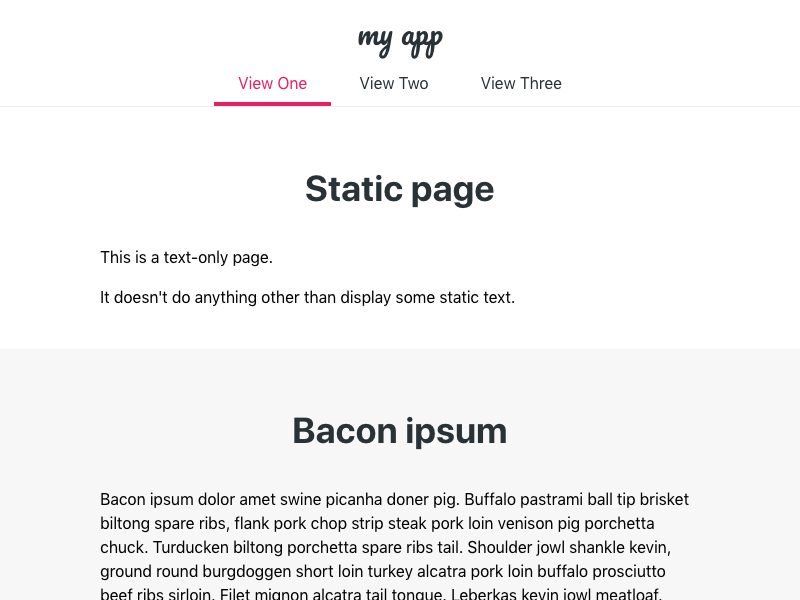 my app
View One View Two View Three
Static page
This is a text-only page.
It doesn't do anything other than display some static text.
Bacon ipsum
Bacon ipsum dolor amet swine picanha doner pig. Buffalo pastrami ball tip brisket
biltong spare ribs, flank pork chop strip steak pork loin venison pig porchetta
chuck. Turducken biltong porchetta spare ribs tail. Shoulder jowl shankle kevin,
ground round burgdoggen short loin turkey alcatra pork loin buffalo prosciutto
beef ribs sirloin. Filet mignon alcatra tail tongue. Leberkas kevin jowl meatloaf,